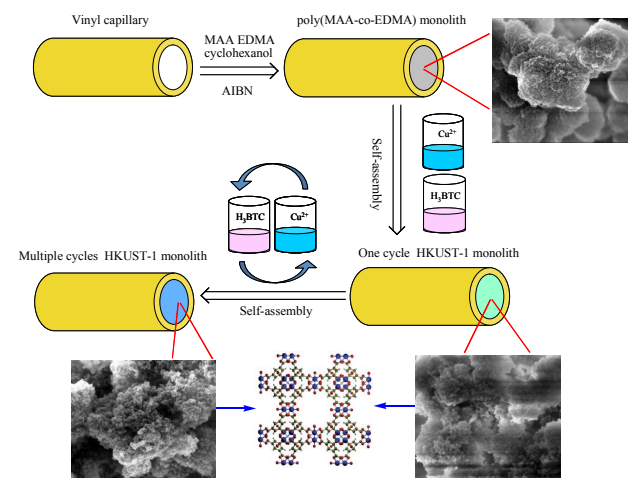 Vinyl capillary
poly(MAA-co-EDMA) monolith
MAA EDMA
cyclohexanol
AIBN
Self-assembly
Cu²⁺
H₃BTC
H₃BTC
Cu²⁺
Multiple cycles HKUST-1 monolith
One cycle HKUST-1 monolith
Self-assembly